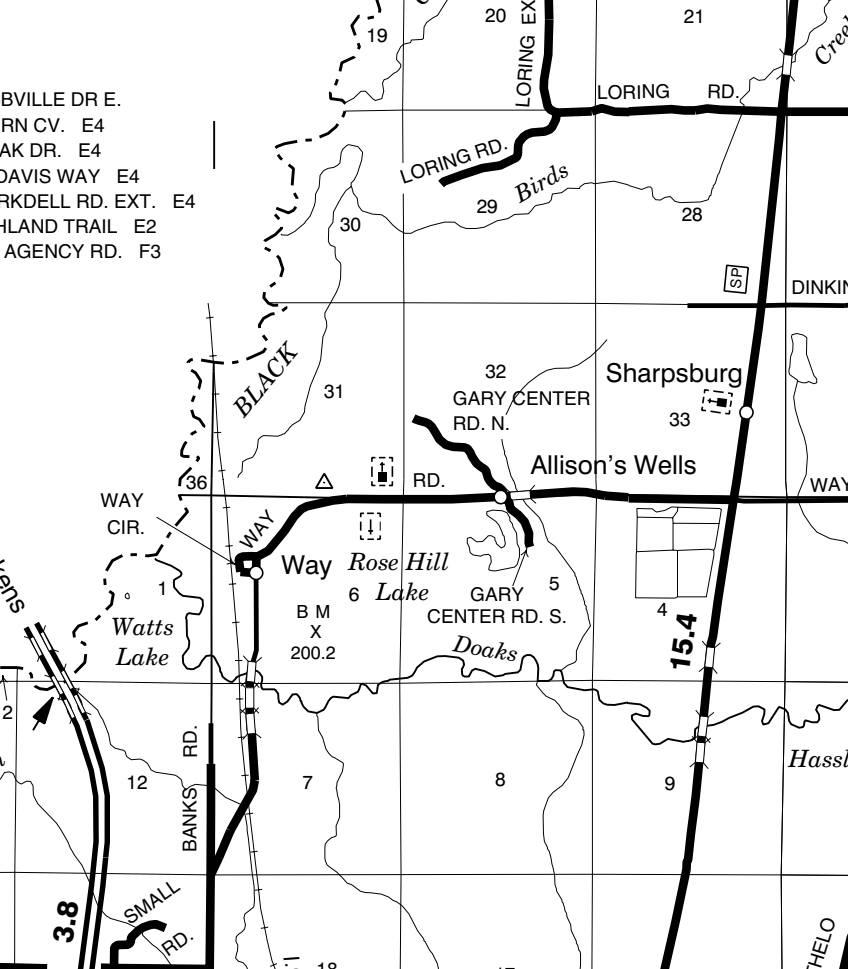 19
20
21
LORING EX
Creek
BVILLE DR E.
RN CV. E4
AK DR. E4
DAVIS WAY E4
RKDELL RD. EXT. E4
HLAND TRAIL E2
AGENCY RD. F3
LORING RD.
LORING RD.
Birds
30
29
28
SP
DINKIN
BLACK
31
32
Sharpsburg
GARY CENTER
RD. N.
33
Allison's Wells
36
RD.
WAY
WAY
CIR.
WAY
Way
Rose Hill
Lake
kens
1
6
5
GARY
CENTER RD. S.
4
B M
X
200.2
Watts
Lake
Doaks
15.4
2
RD.
BANKS
12
7
8
9
Hassl
3.8
SMALL
RD.
THELO
18